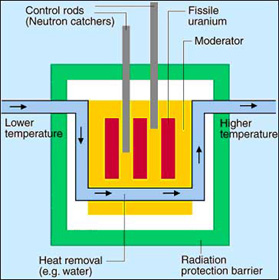 Control rods
(Neutron catchers)
Fissile
uranium
Moderator
Lower
temperature
Higher
temperature
Heat removal
(e.g. water)
Radiation
protection barrier